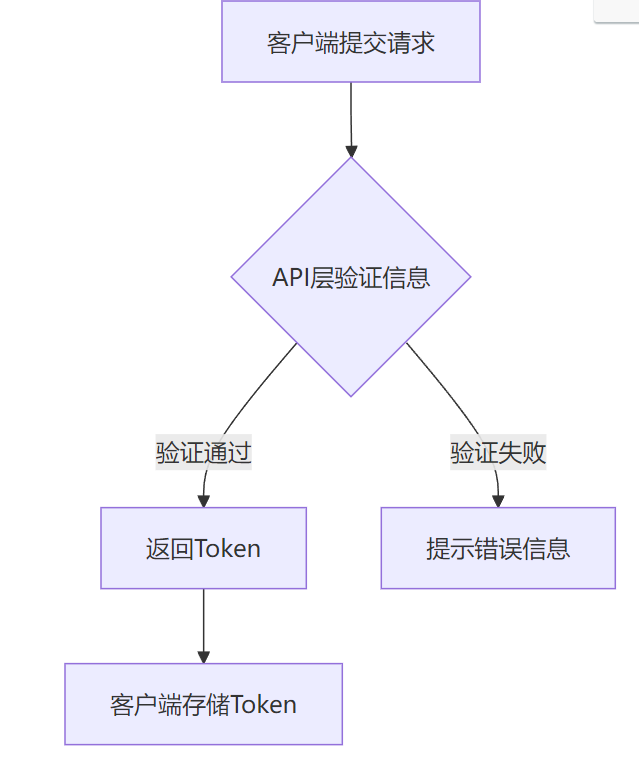 客户端提交请求
API层验证信息
验证通过
验证失败
返回Token
提示错误信息
客户端存储Token